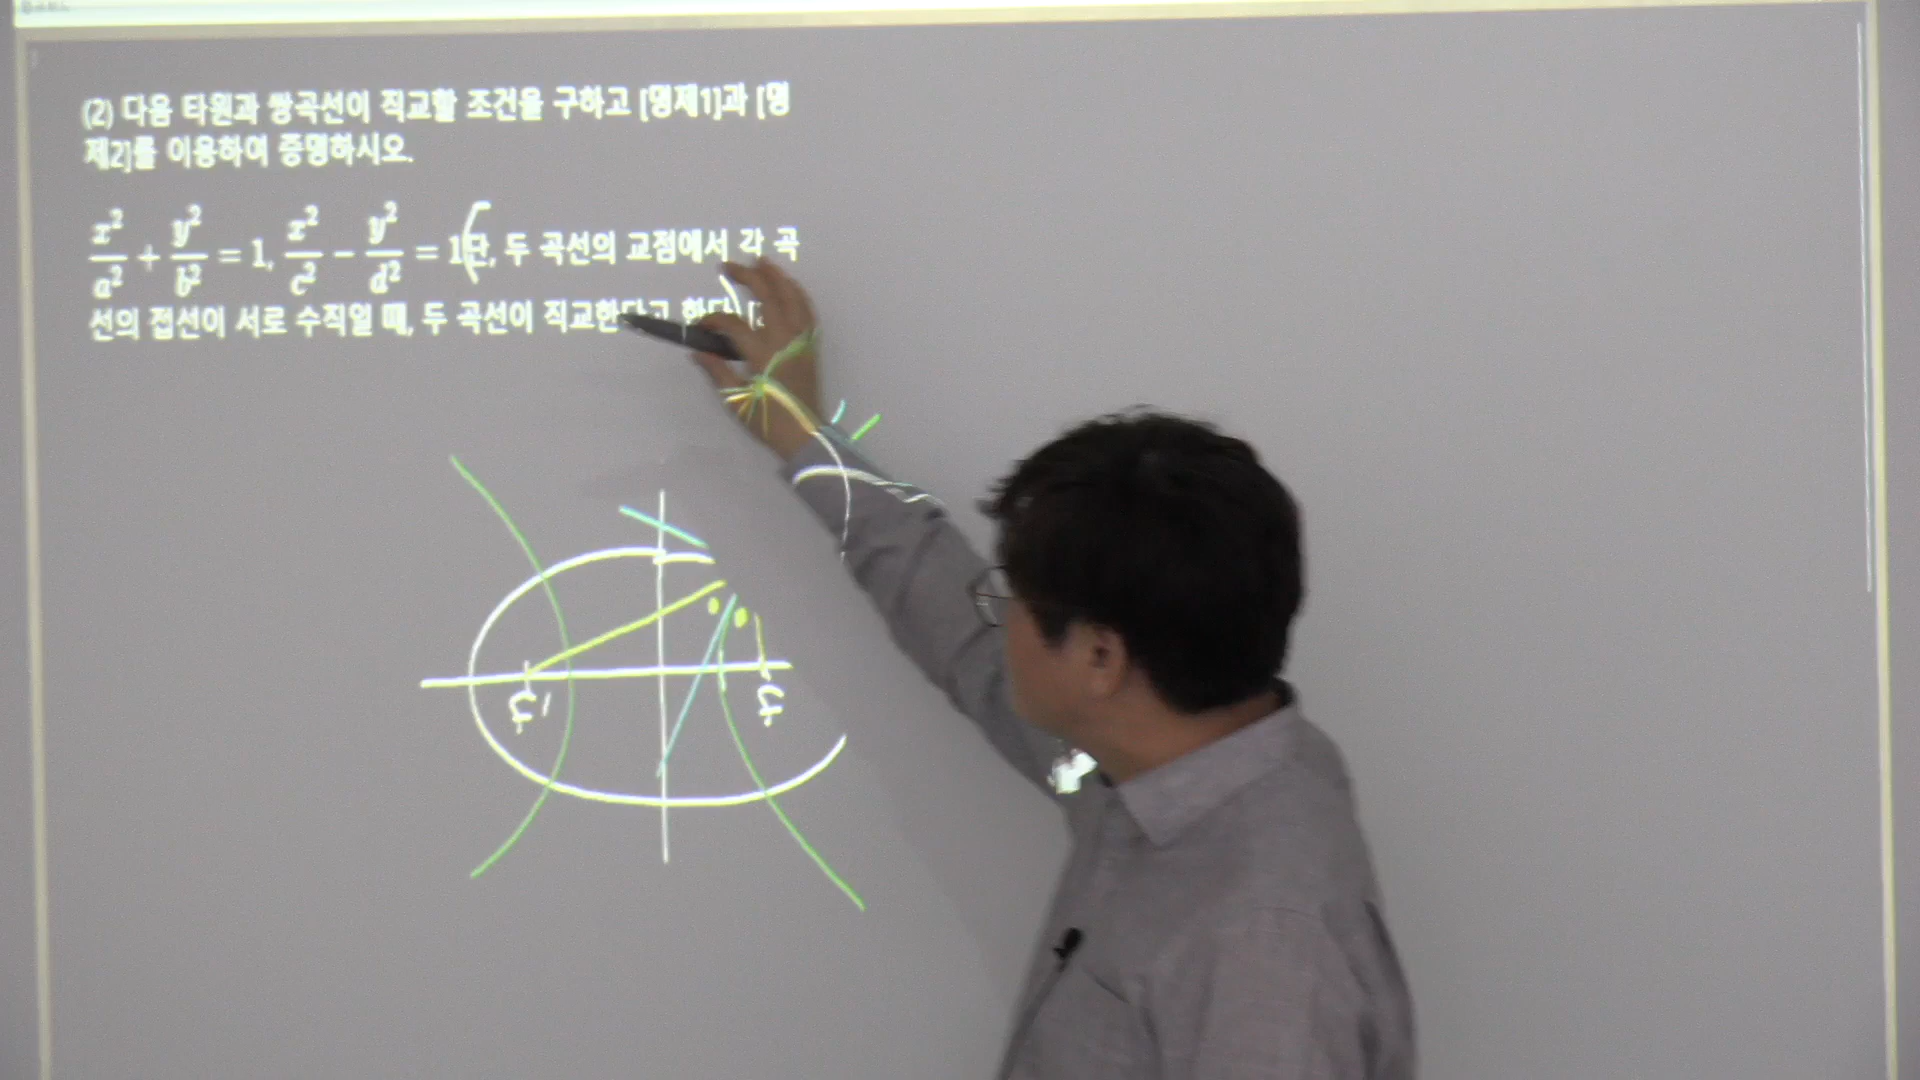 (2) 다음 타원과 쌍곡선이 직교할 조건을 구하고 [명제1]과 [명
제2]를 이용하여 증명하시오.
x²/a² + y²/b² = 1, x²/c² − y²/d² = 1(단, 두 곡선의 교점에서 각 곡
선의 접선이 서로 수직일 때, 두 곡선이 직교한다고 한다) [